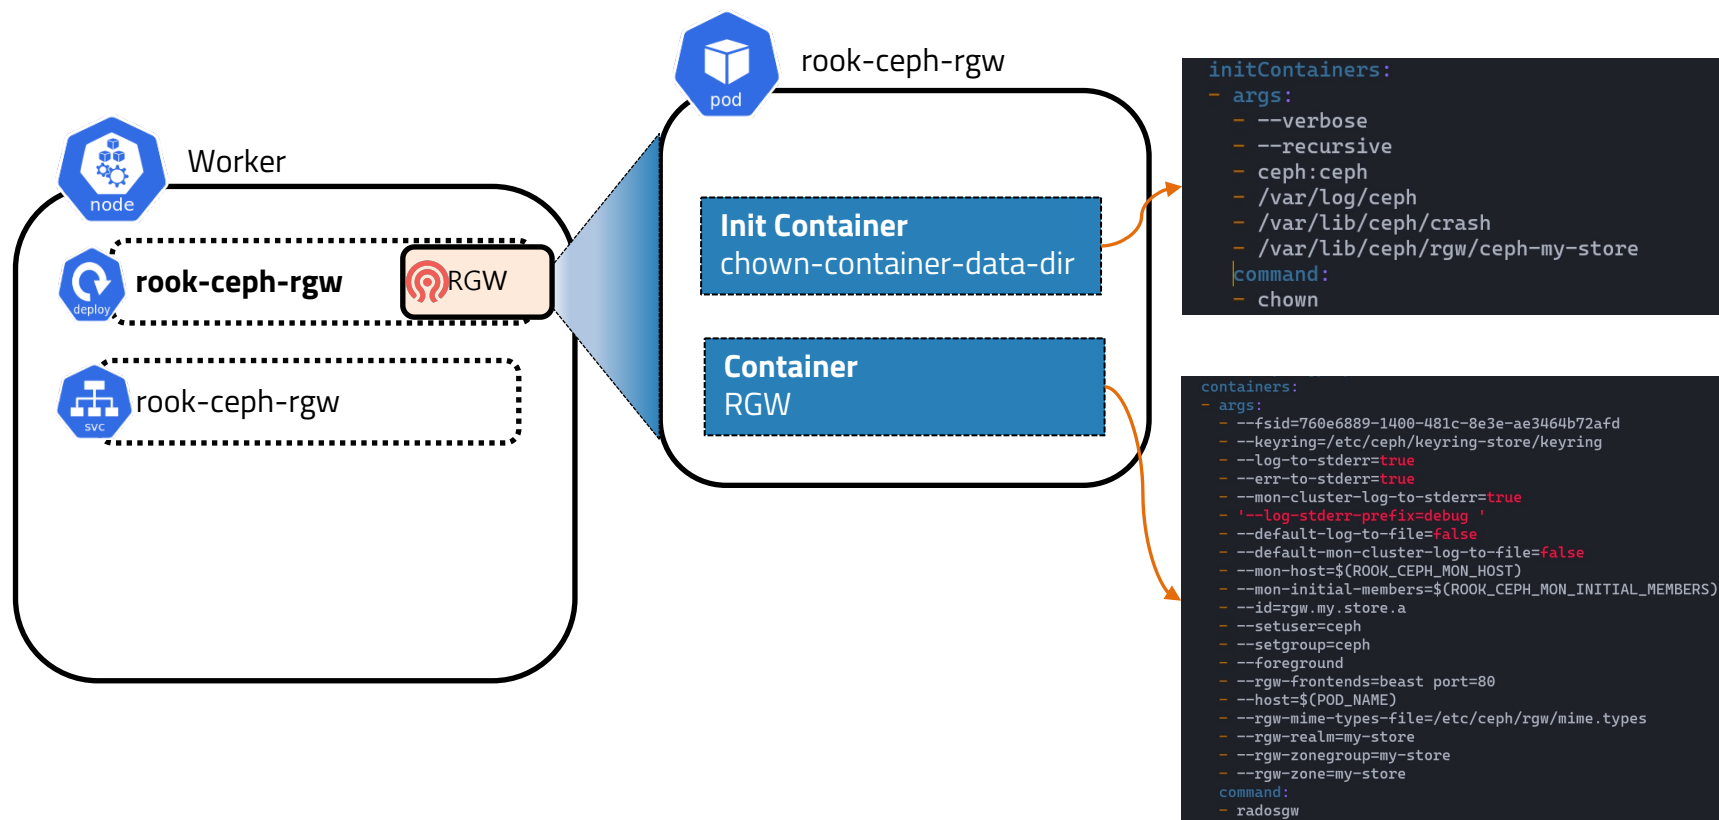 Worker
node
rook-ceph-rgw
RGW
deploy
rook-ceph-rgw
svc
rook-ceph-rgw
pod
Init Container
chown-container-data-dir
Container
RGW
initContainers:
- args:
- --verbose
- --recursive
- ceph:ceph
- /var/log/ceph
- /var/lib/ceph/crash
- /var/lib/ceph/rgw/ceph-my-store
command:
- chown
containers:
- args:
- --fsid=760e6889-1400-481c-8e3e-ae3464b72afd
- --keyring=/etc/ceph/keyring-store/keyring
- --log-to-stderr=true
- --err-to-stderr=true
- --mon-cluster-log-to-stderr=true
- '--log-stderr-prefix=debug '
- --default-log-to-file=false
- --default-mon-cluster-log-to-file=false
- --mon-host=$(ROOK_CEPH_MON_HOST)
- --mon-initial-members=$(ROOK_CEPH_MON_INITIAL_MEMBERS)
- --id=rgw.my.store.a
- --setuser=ceph
- --setgroup=ceph
- --foreground
- --rgw-frontends=beast port=80
- --host=$(POD_NAME)
- --rgw-mime-types-file=/etc/ceph/rgw/mime.types
- --rgw-realm=my-store
- --rgw-zonegroup=my-store
- --rgw-zone=my-store
command:
- radosgw